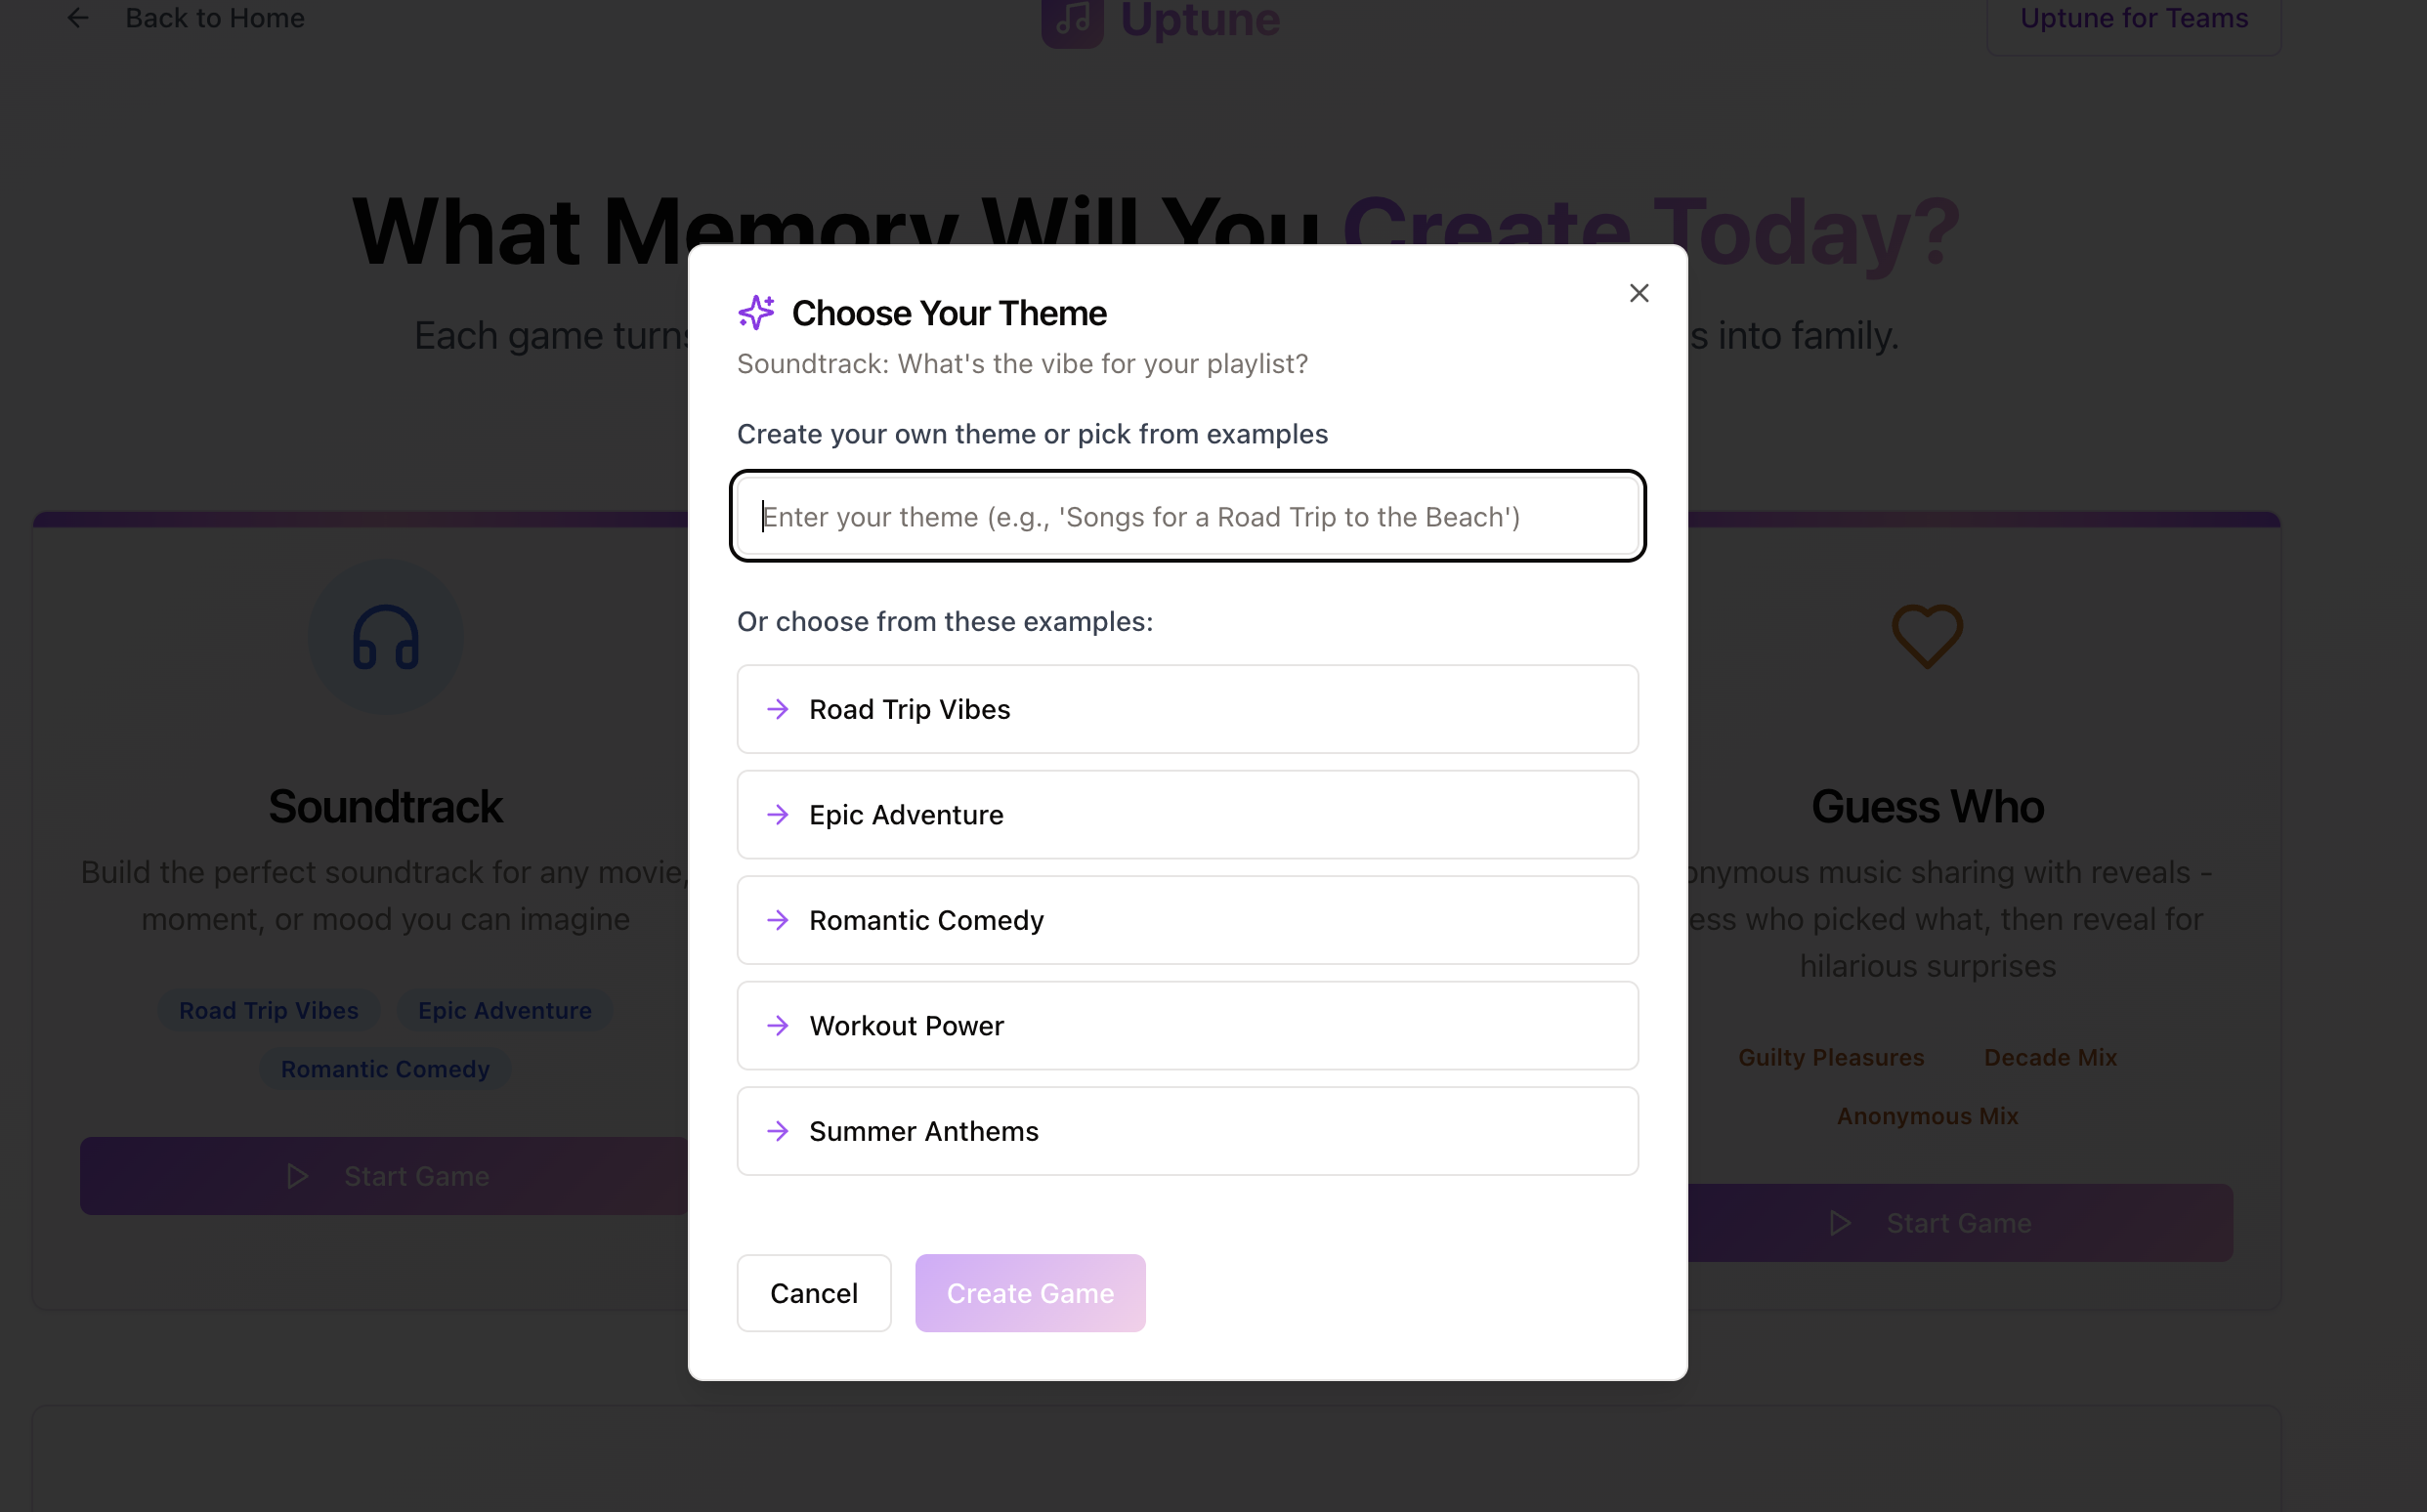 Back to Home
Uptune
Uptune for Teams
What Memory Will You Create Today?
Each game turns
s into family.
Choose Your Theme
Soundtrack: What's the vibe for your playlist?
Create your own theme or pick from examples
Enter your theme (e.g., 'Songs for a Road Trip to the Beach')
Or choose from these examples:
Road Trip Vibes
Epic Adventure
Romantic Comedy
Workout Power
Summer Anthems
Cancel
Create Game
Soundtrack
Build the perfect soundtrack for any movie,
moment, or mood you can imagine
Road Trip Vibes
Epic Adventure
Romantic Comedy
Start Game
Guess Who
onymous music sharing with reveals -
ess who picked what, then reveal for
hilarious surprises
Guilty Pleasures
Decade Mix
Anonymous Mix
Start Game